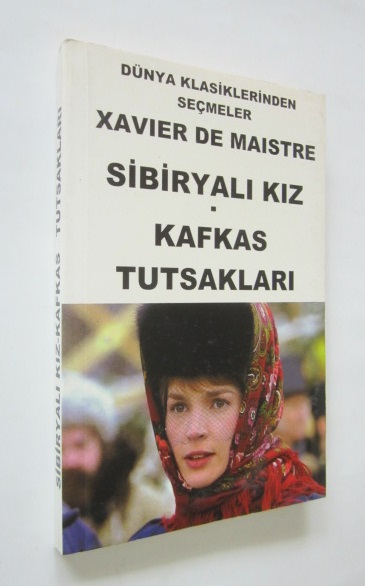 DÜNYA KLASİKLERİNDEN
SEÇMELER
XAVIER DE MAISTRE
SİBİRYALI KIZ
.
KAFKAS
TUTSAKLARI
SİBİRYALI KIZ-KAFKAS TUTSAKLARI